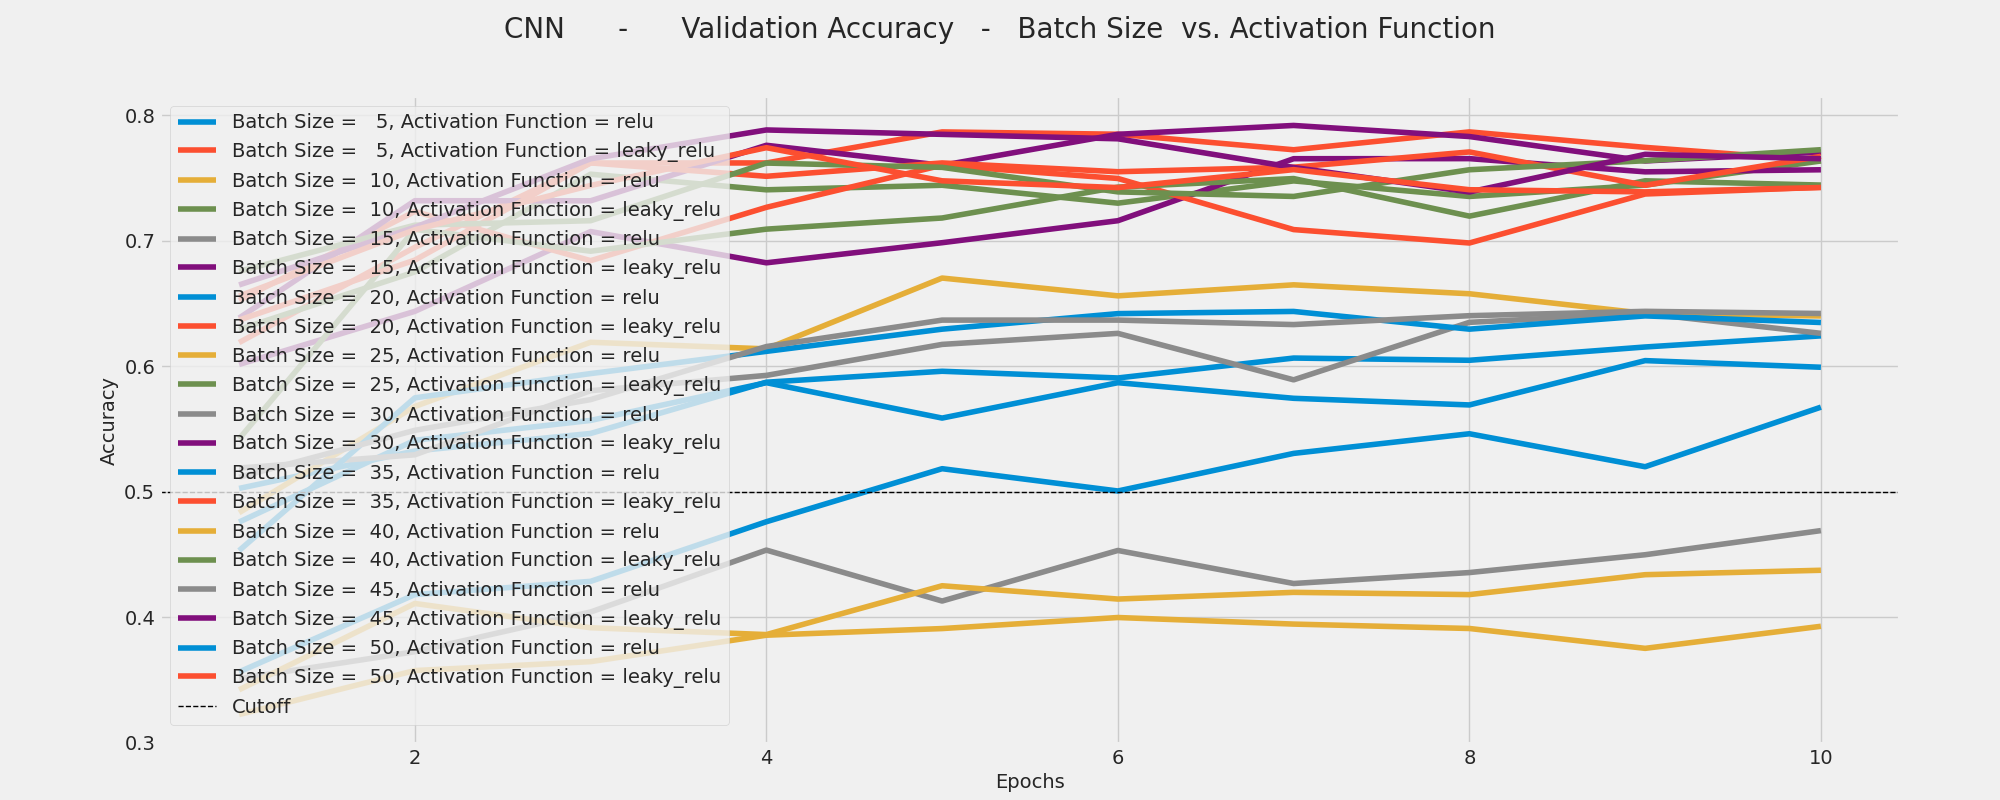 CNN - Validation Accuracy - Batch Size vs. Activation Function
0.8
0.7
0.6
0.5
0.4
0.3
Accuracy
Batch Size = 5, Activation Function = relu
Batch Size = 5, Activation Function = leaky_relu
Batch Size = 10, Activation Function = relu
Batch Size = 10, Activation Function = leaky_relu
Batch Size = 15, Activation Function = relu
Batch Size = 15, Activation Function = leaky_relu
Batch Size = 20, Activation Function = relu
Batch Size = 20, Activation Function = leaky_relu
Batch Size = 25, Activation Function = relu
Batch Size = 25, Activation Function = leaky_relu
Batch Size = 30, Activation Function = relu
Batch Size = 30, Activation Function = leaky_relu
Batch Size = 35, Activation Function = relu
Batch Size = 35, Activation Function = leaky_relu
Batch Size = 40, Activation Function = relu
Batch Size = 40, Activation Function = leaky_relu
Batch Size = 45, Activation Function = relu
Batch Size = 45, Activation Function = leaky_relu
Batch Size = 50, Activation Function = relu
Batch Size = 50, Activation Function = leaky_relu
Cutoff
2 4 6 8 10
Epochs